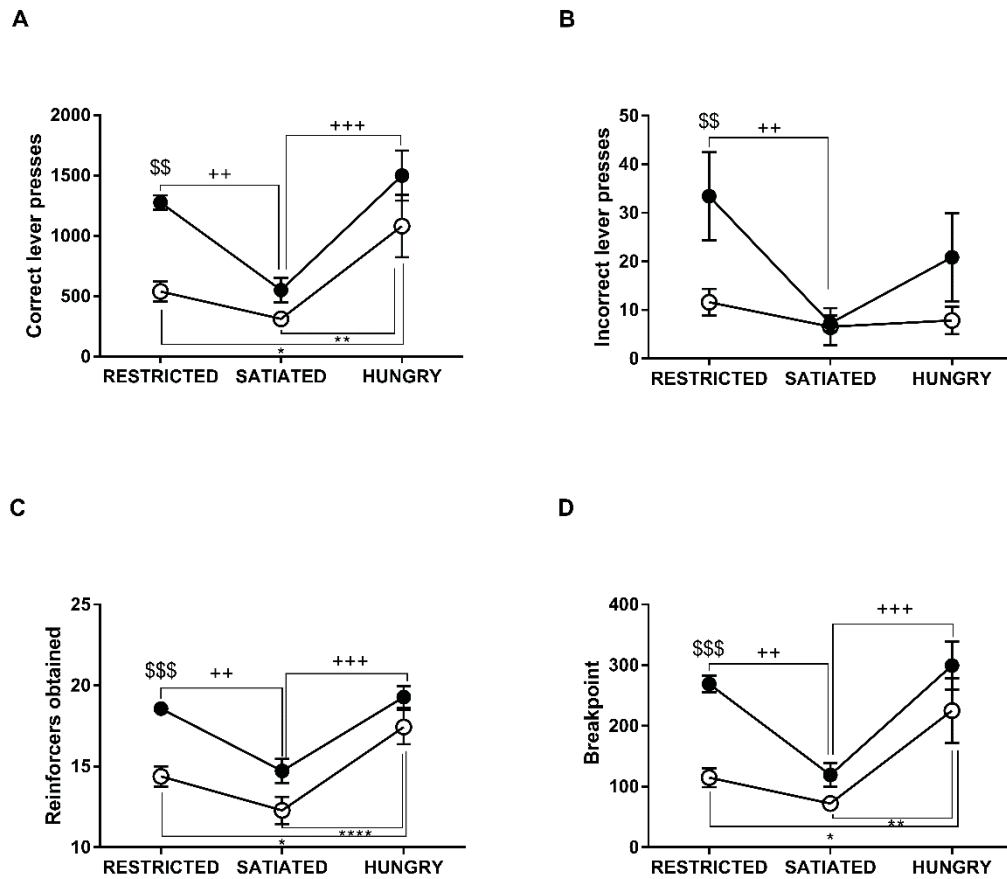 A
Correct lever presses
2000
1500
1000
500
0
$$
++
+++
**
*
RESTRICTED
SATIATED
HUNGRY
B
Incorrect lever presses
50
40
30
20
10
0
$$
++
RESTRICTED
SATIATED
HUNGRY
C
Reinforcers obtained
25
20
15
10
$$$
++
+++
****
*
RESTRICTED
SATIATED
HUNGRY
D
Breakpoint
400
300
200
100
0
$$$
++
+++
**
*
RESTRICTED
SATIATED
HUNGRY